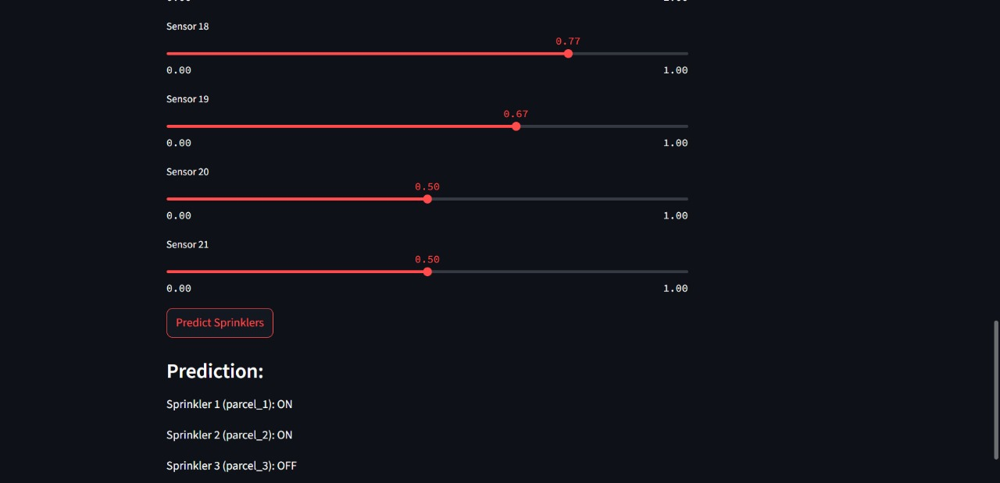 Sensor 18
0.77
0.00 1.00
Sensor 19
0.67
0.00 1.00
Sensor 20
0.50
0.00 1.00
Sensor 21
0.50
0.00 1.00
Predict Sprinklers
Prediction:
Sprinkler 1 (parcel_1): ON
Sprinkler 2 (parcel_2): ON
Sprinkler 3 (parcel_3): OFF